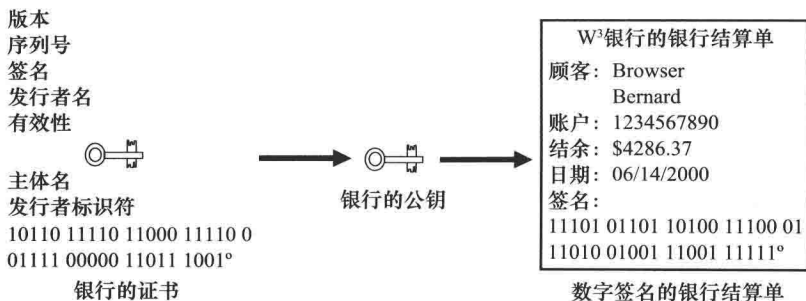 版本
序列号
签名
发行者名
有效性
主体名
发行者标识符
10110 11110 11000 11110 0
01111 00000 11011 1001º
银行的证书
银行的公钥
W³银行的银行结算单
顾客：Browser
Bernard
账户：1234567890
结余：$4286.37
日期：06/14/2000
签名：
11101 01101 10100 11100 01
11010 01001 11001 11111º
数字签名的银行结算单